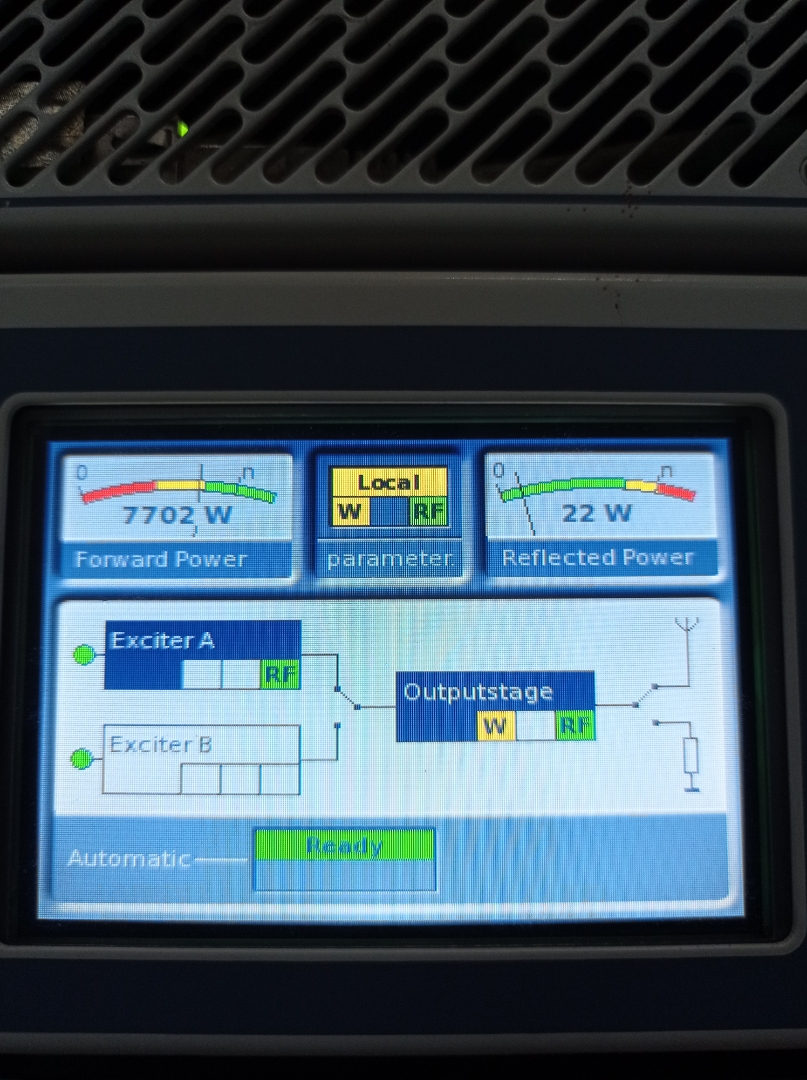 0
n
7702 W
Forward Power
Local
W RF
parameter.
0
n
22 W
Reflected Power
Exciter A
RF
Exciter B
Outputstage
W RF
Automatic
Ready